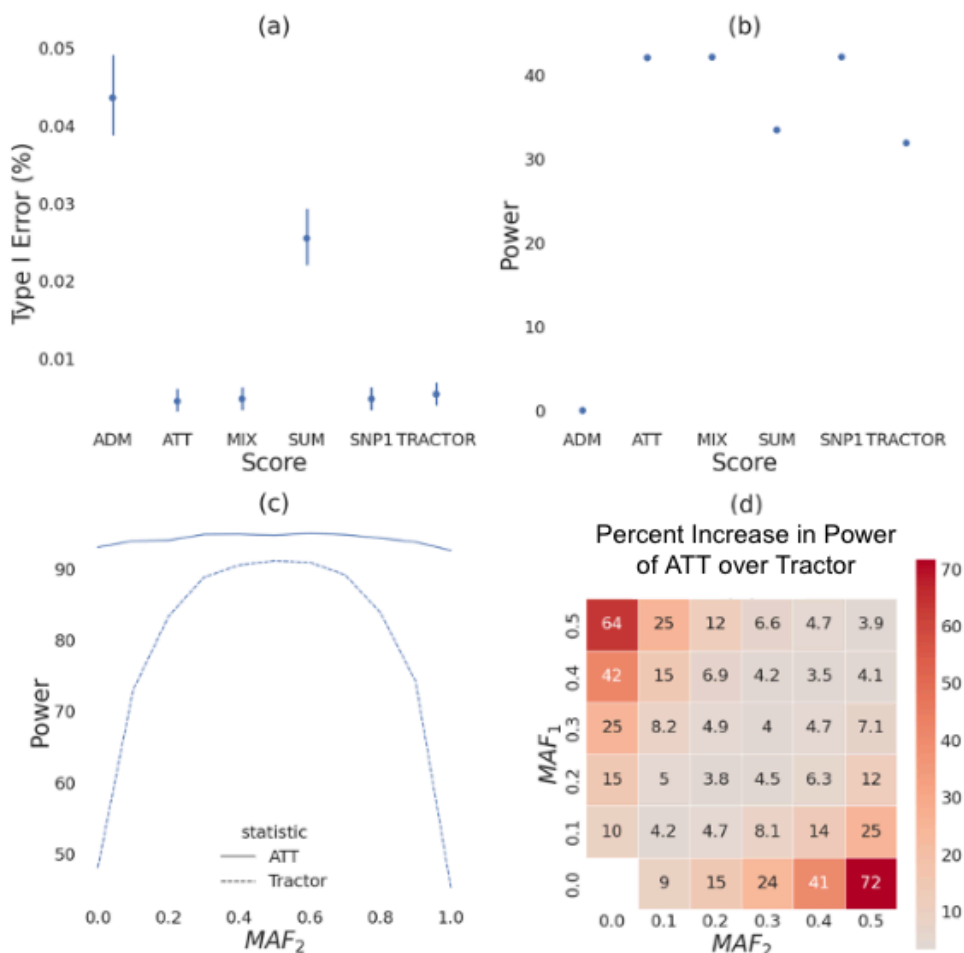 (a)
0.05
0.04
0.03
0.02
0.01
Type I Error (%)
ADM ATT MIX SUM SNP1 TRACTOR
Score
(b)
40
30
20
10
0
Power
ADM ATT MIX SUM SNP1 TRACTOR
Score
(c)
90
80
70
60
50
Power
statistic
ATT
Tractor
0.0 0.2 0.4 0.6 0.8 1.0
MAF₂
(d)
Percent Increase in Power
of ATT over Tractor
MAF₁
0.5 64 25 12 6.6 4.7 3.9
0.4 42 15 6.9 4.2 3.5 4.1
0.3 25 8.2 4.9 4 4.7 7.1
0.2 15 5 3.8 4.5 6.3 12
0.1 10 4.2 4.7 8.1 14 25
0.0 9 15 24 41 72
0.0 0.1 0.2 0.3 0.4 0.5
MAF₂
70
60
50
40
30
20
10